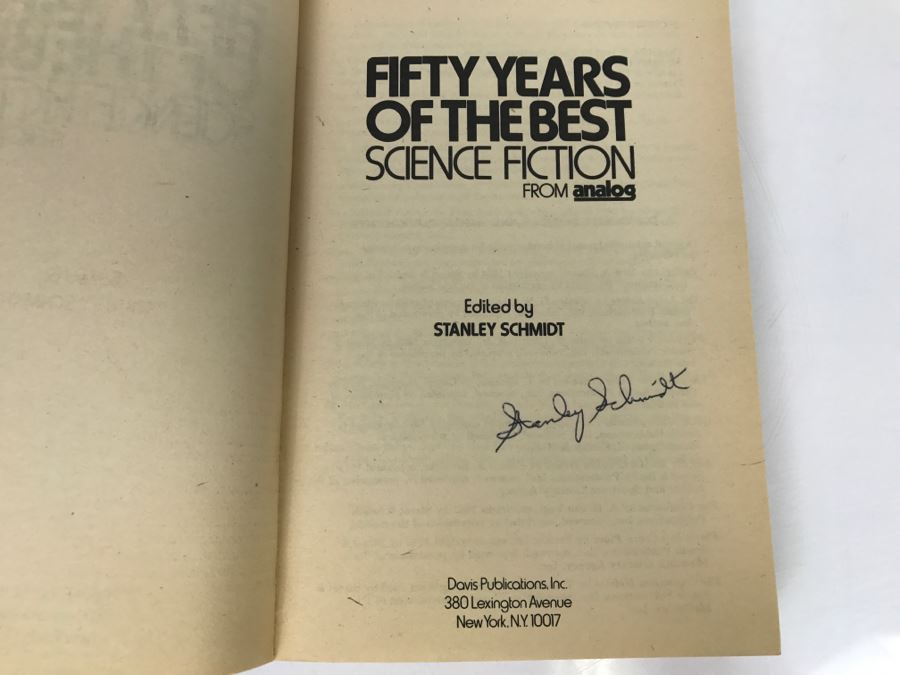 FIFTY YEARS
OF THE BEST
SCIENCE FICTION
FROM analog
Edited by
STANLEY SCHMIDT
Stanley Schmidt
Davis Publications, Inc.
380 Lexington Avenue
New York, N.Y. 10017